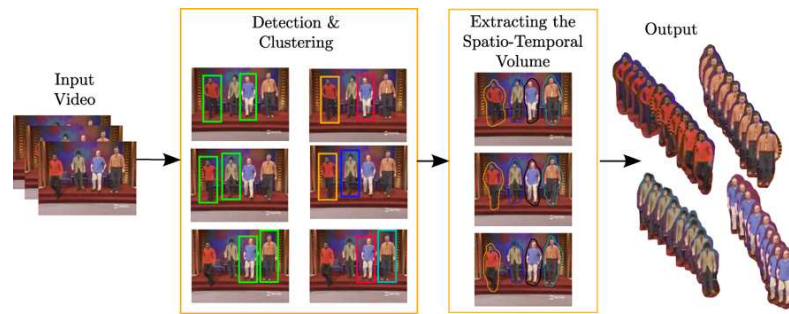 Input
Video
Detection &
Clustering
Extracting the
Spatio-Temporal
Volume
Output